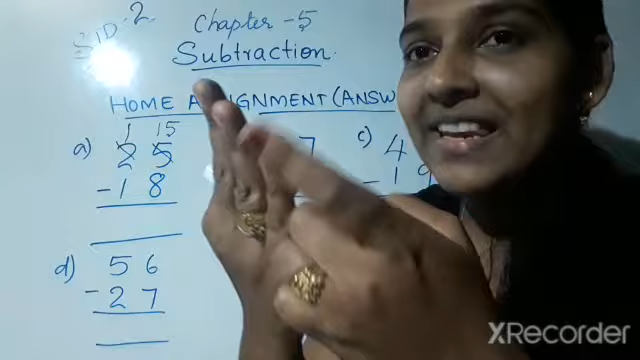 STD-2
Chapter -5
Subtraction
HOME A IGNMENT (ANSW
1 15
a) 2 5 7 c) 4
- 1 8 - 1 9
d) 5 6
- 2 7
XRecorder